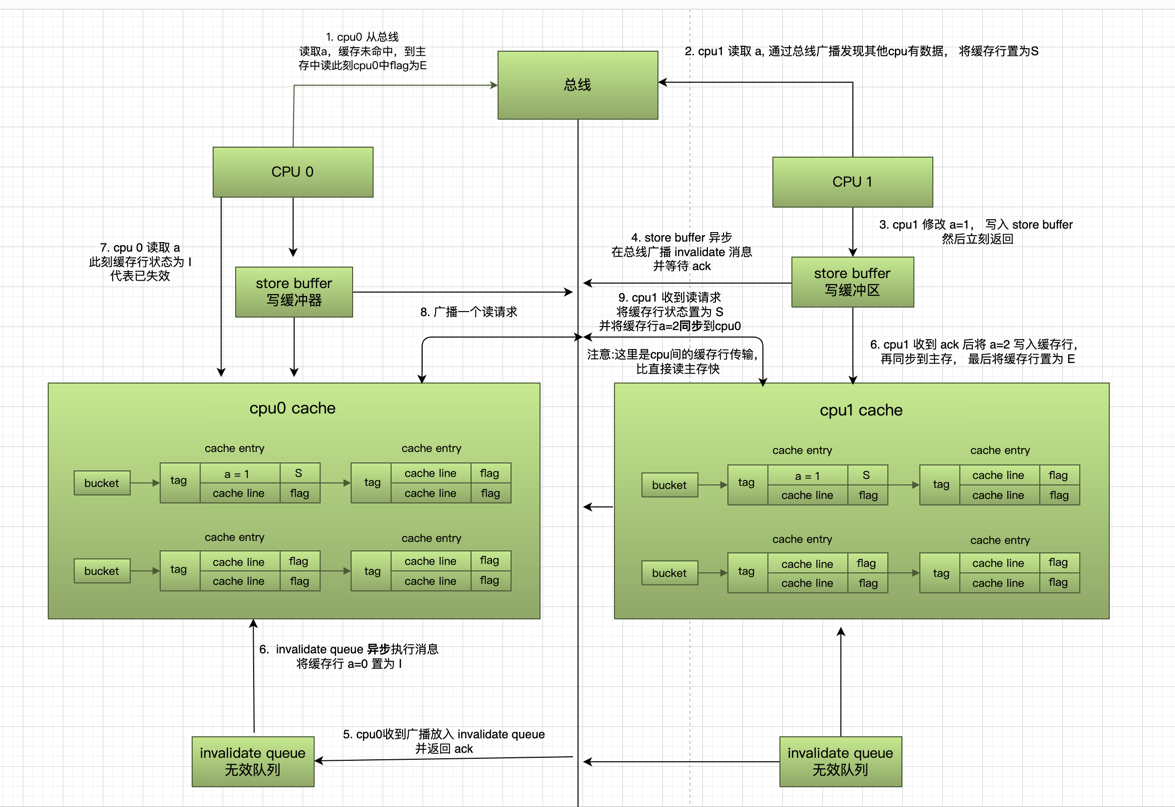 1. cpu0 从总线
读取a，缓存未命中，到主
存中读此刻cpu0中flag为E
总线
2. cpu1 读取 a, 通过总线广播发现其他cpu有数据， 将缓存行置为S
CPU 0
CPU 1
3. cpu1 修改 a=1， 写入 store buffer
然后立刻返回
7. cpu 0 读取 a
此刻缓存行状态为 I
代表已失效
4. store buffer 异步
在总线广播 invalidate 消息
并等待 ack
store buffer
写缓冲器
store buffer
写缓冲区
8. 广播一个读请求
9. cpu1 收到读请求
将缓存行状态置为 S
并将缓存行a=2同步到cpu0
注意:这里是cpu间的缓存行传输,
比直接读主存快
6. cpu1 收到 ack 后将 a=2 写入缓存行,
再同步到主存， 最后将缓存行置为 E
cpu0 cache
cache entry
cache entry
bucket
tag
a = 1
S
cache line
flag
tag
cache line
flag
cache line
flag
cache entry
cache entry
bucket
tag
cache line
flag
cache line
flag
tag
cache line
flag
cache line
flag
cpu1 cache
cache entry
cache entry
bucket
tag
a = 1
S
cache line
flag
tag
cache line
flag
cache line
flag
cache entry
cache entry
bucket
tag
cache line
flag
cache line
flag
tag
cache line
flag
cache line
flag
6. invalidate queue 异步执行消息
将缓存行 a=0 置为 I
5. cpu0收到广播放入 invalidate queue
并返回 ack
invalidate queue
无效队列
invalidate queue
无效队列